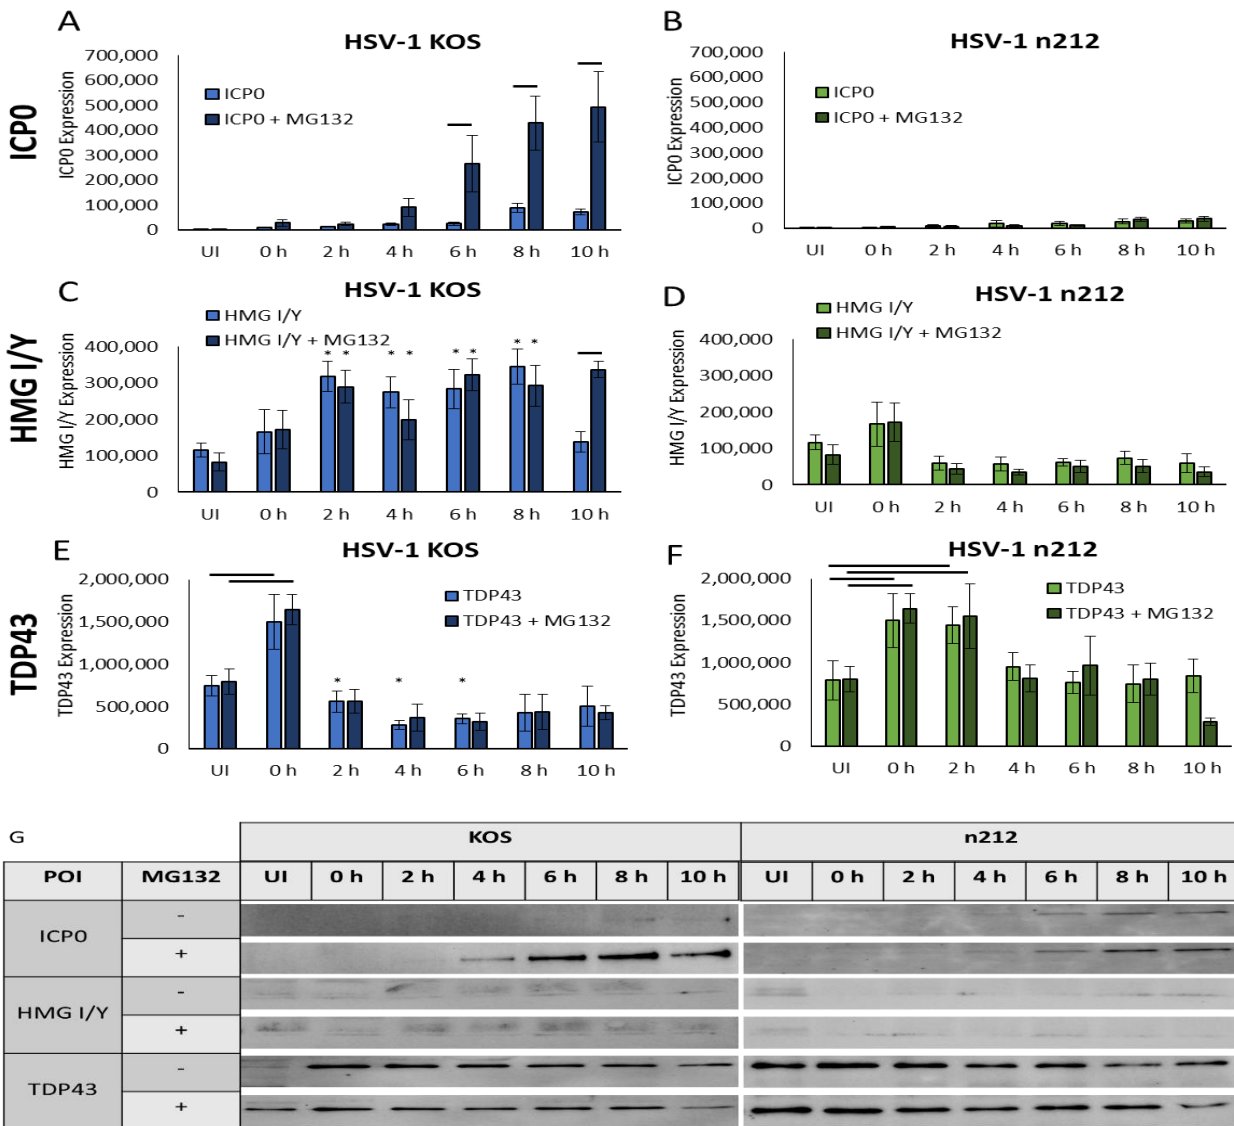 A
HSV-1 KOS
ICP0
ICP0 Expression
700,000
600,000
500,000
400,000
300,000
200,000
100,000
0
ICP0
ICP0 + MG132
UI 0 h 2 h 4 h 6 h 8 h 10 h
B
HSV-1 n212
ICP0 Expression
700,000
600,000
500,000
400,000
300,000
200,000
100,000
0
ICP0
ICP0 + MG132
UI 0 h 2 h 4 h 6 h 8 h 10 h
C
HSV-1 KOS
HMG I/Y
HMG I/Y Expression
400,000
300,000
200,000
100,000
0
HMG I/Y
HMG I/Y + MG132
* * * * * * * *
UI 0 h 2 h 4 h 6 h 8 h 10 h
D
HSV-1 n212
HMG I/Y Expression
400,000
300,000
200,000
100,000
0
HMG I/Y
HMG I/Y + MG132
UI 0 h 2 h 4 h 6 h 8 h 10 h
E
HSV-1 KOS
TDP43
TDP43 Expression
2,000,000
1,500,000
1,000,000
500,000
0
TDP43
TDP43 + MG132
* * *
UI 0 h 2 h 4 h 6 h 8 h 10 h
F
HSV-1 n212
TDP43 Expression
2,000,000
1,500,000
1,000,000
500,000
0
TDP43
TDP43 + MG132
UI 0 h 2 h 4 h 6 h 8 h 10 h
G
KOS n212
POI MG132 UI 0 h 2 h 4 h 6 h 8 h 10 h UI 0 h 2 h 4 h 6 h 8 h 10 h
ICP0
-
+
HMG I/Y
-
+
TDP43
-
+